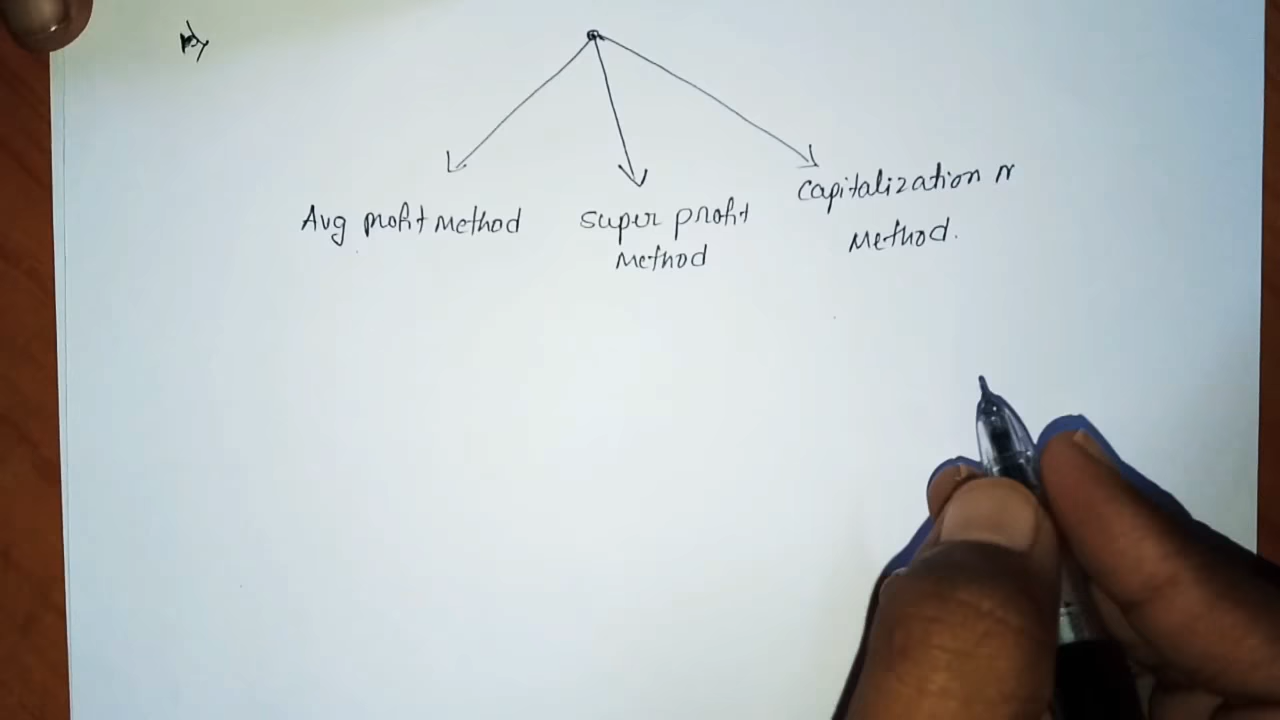 Avg profit Method
Super profit
Method
Capitalization M
Method.